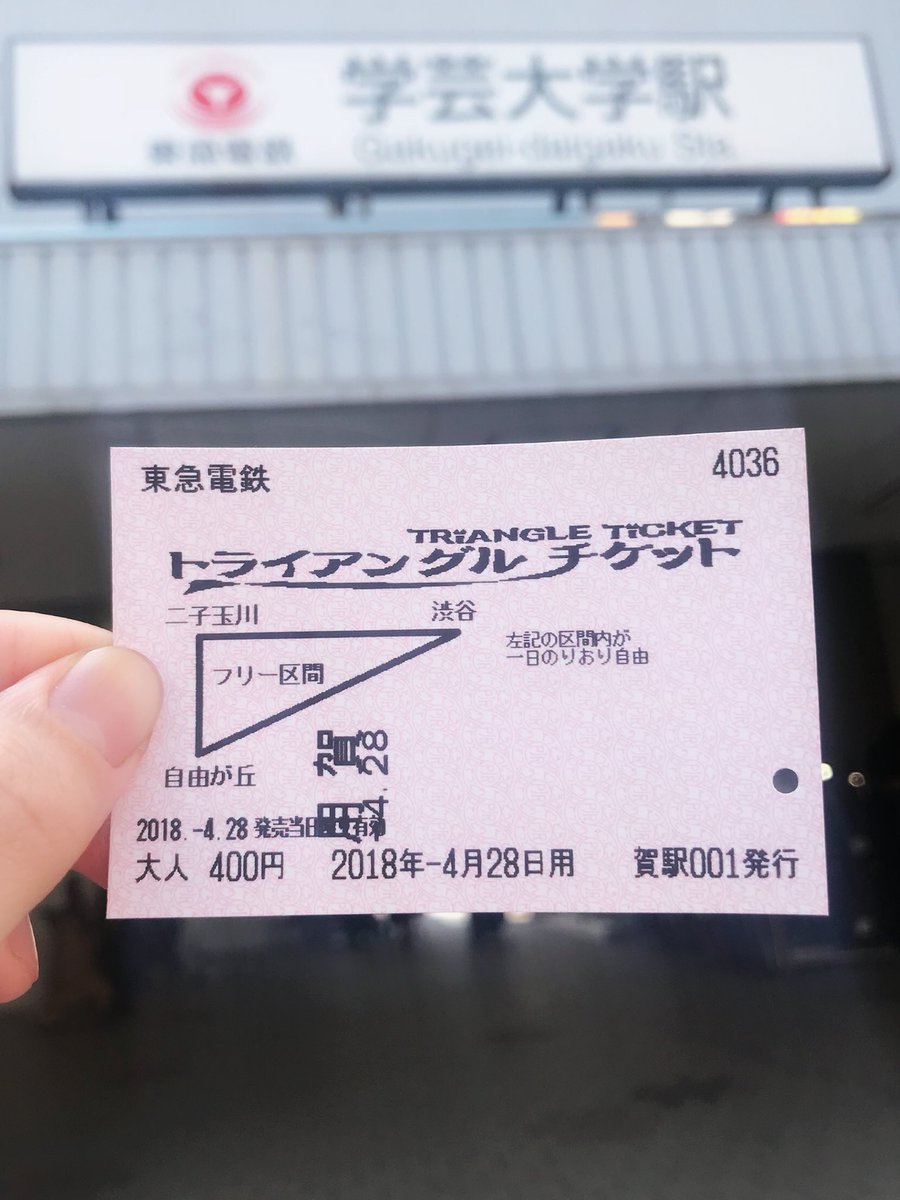 学芸大学駅
東急電鉄
Gakugei-daigaku Sta.
東急電鉄
4036
TRiANGLE TiCKET
トライアングル チケット
二子玉川
渋谷
フリー区間
左記の区間内が
一日のりおり自由
自由が丘
賀
4.28
2018.-4.28 発売当日
大人 400円
2018年-4月28日用
賀駅001発行